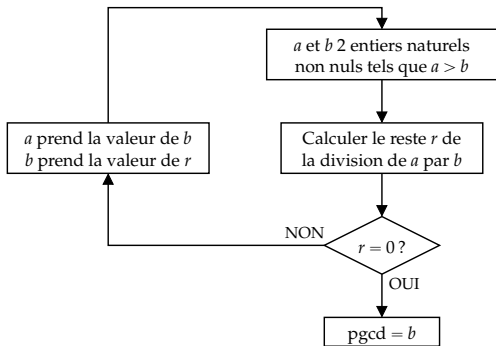 a et b 2 entiers naturels
non nuls tels que a > b
a prend la valeur de b
b prend la valeur de r
Calculer le reste r de
la division de a par b
NON
r = 0 ?
OUI
pgcd = b